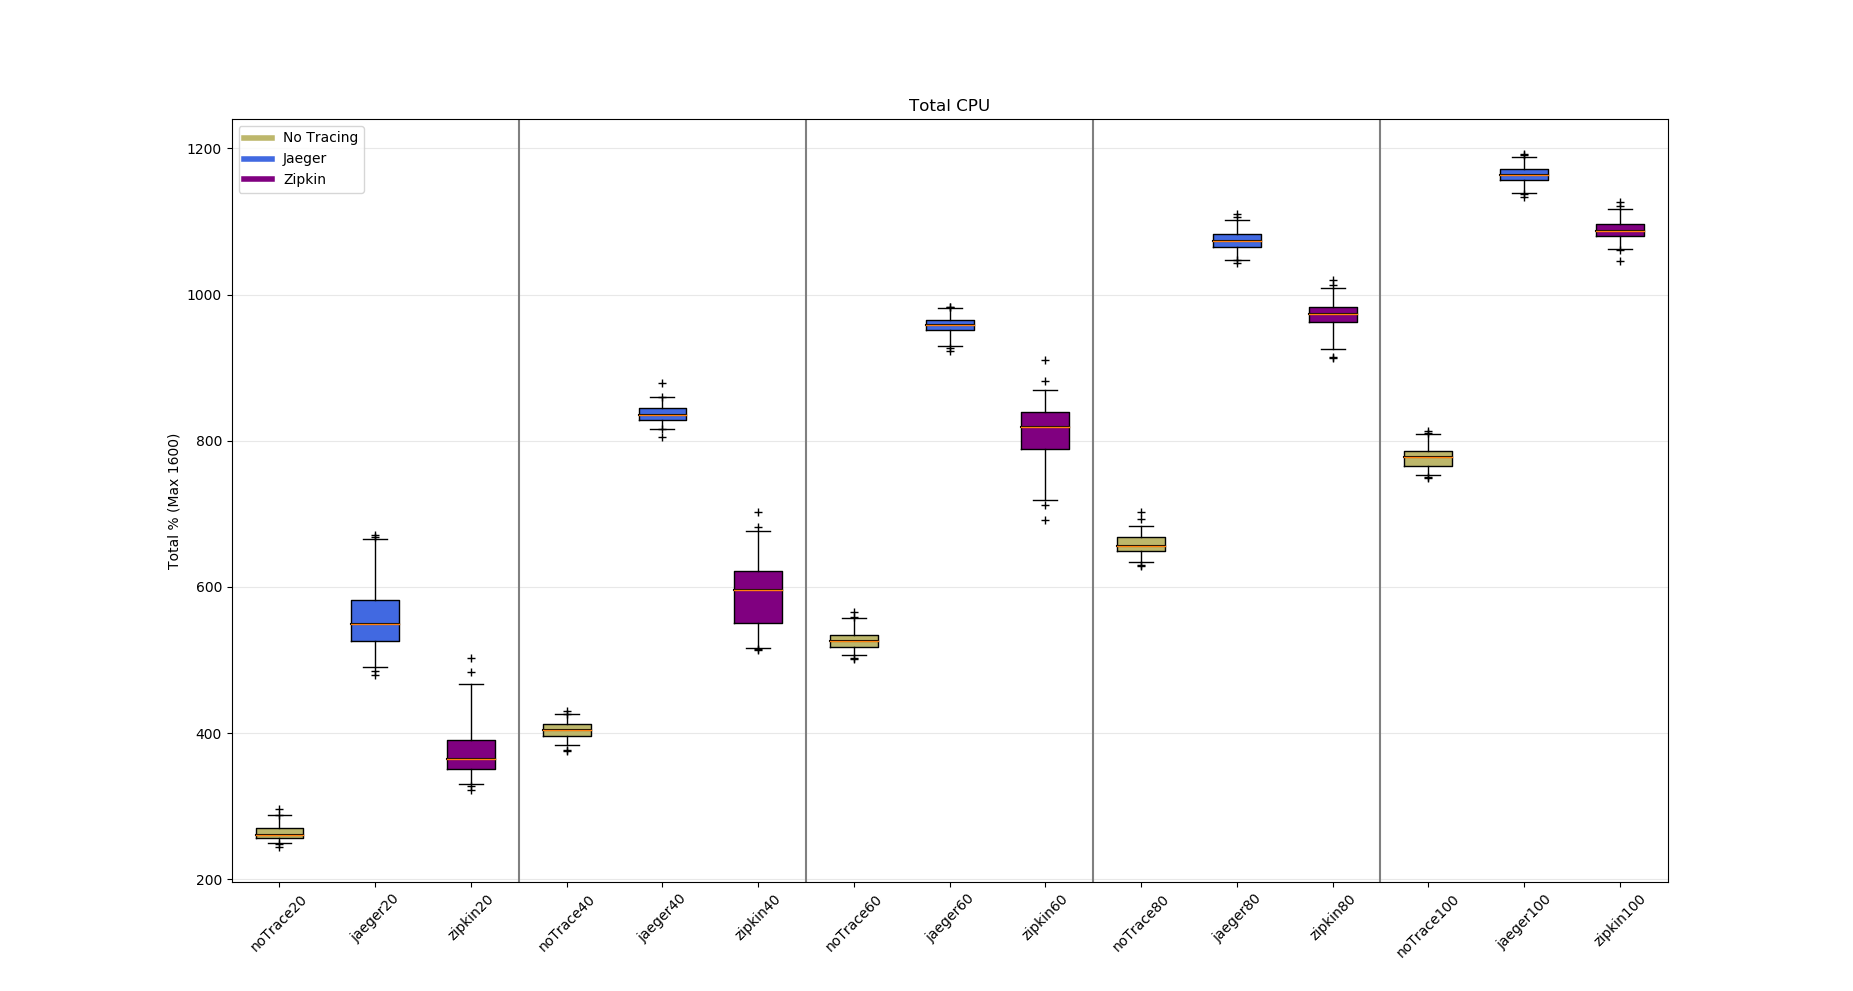 Total CPU
No Tracing
Jaeger
Zipkin
Total % (Max 1600)
1200
1000
800
600
400
200
noTrace20
jaeger20
zipkin20
noTrace40
jaeger40
zipkin40
noTrace60
jaeger60
zipkin60
noTrace80
jaeger80
zipkin80
noTrace100
jaeger100
zipkin100